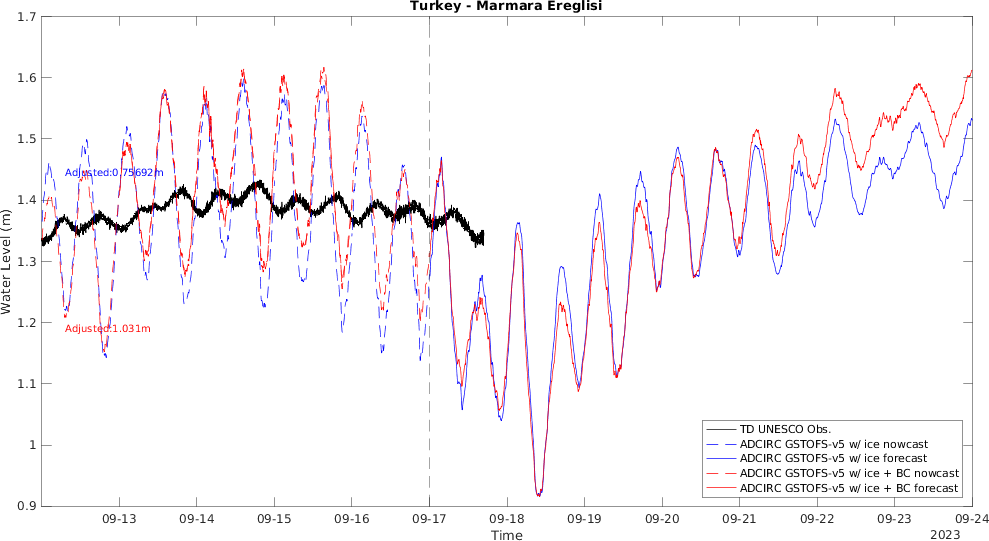 Turkey - Marmara Ereglisi
1.7
1.6
1.5
1.4
1.3
1.2
1.1
1
0.9
Water Level (m)
Adjusted:0.75692m
Adjusted:1.031m
TD UNESCO Obs.
ADCIRC GSTOFS-v5 w/ ice nowcast
ADCIRC GSTOFS-v5 w/ ice forecast
ADCIRC GSTOFS-v5 w/ ice + BC nowcast
ADCIRC GSTOFS-v5 w/ ice + BC forecast
09-13 09-14 09-15 09-16 09-17 09-18 09-19 09-20 09-21 09-22 09-23 09-24
Time
2023